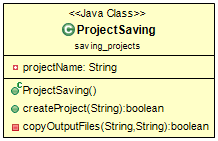 <<Java Class>>
C ProjectSaving
saving_projects
projectName: String
C ProjectSaving()
createProject(String):boolean
copyOutputFiles(String,String):boolean